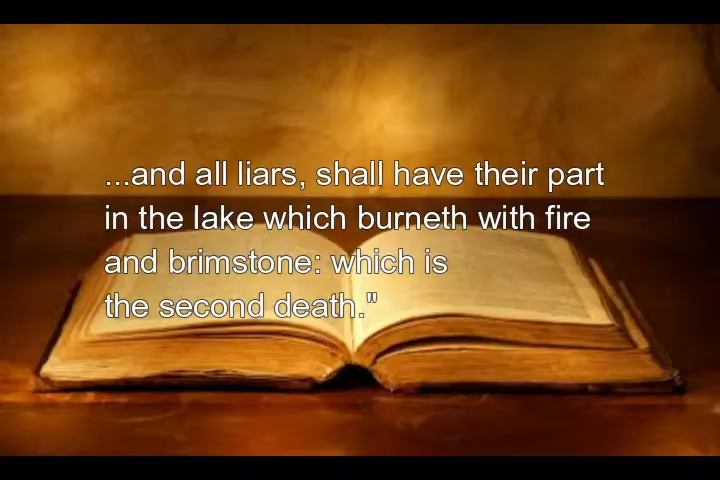 ...and all liars, shall have their part
in the lake which burneth with fire
and brimstone: which is
the second death."